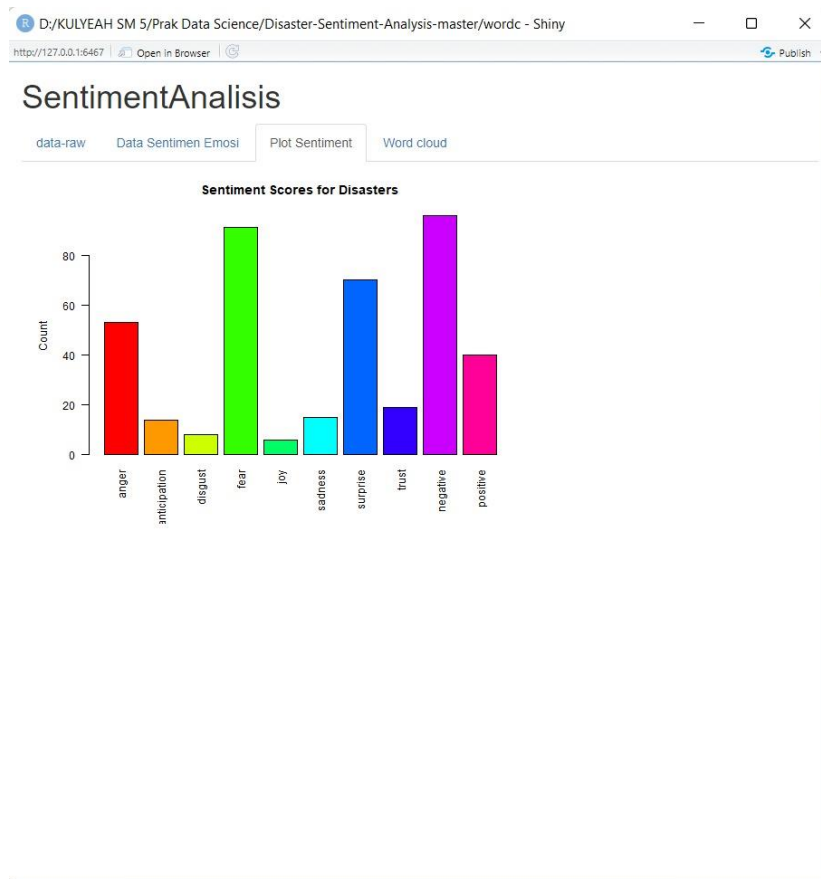 R D:/KULYEAH SM 5/Prak Data Science/Disaster-Sentiment-Analysis-master/wordc - Shiny
http://127.0.0.1:6467 Open in Browser Publish
SentimentAnalisis
data-raw Data Sentimen Emosi Plot Sentiment Word cloud
Sentiment Scores for Disasters
80
60
40
20
0
Count
anger
anticipation
disgust
fear
joy
sadness
surprise
trust
negative
positive